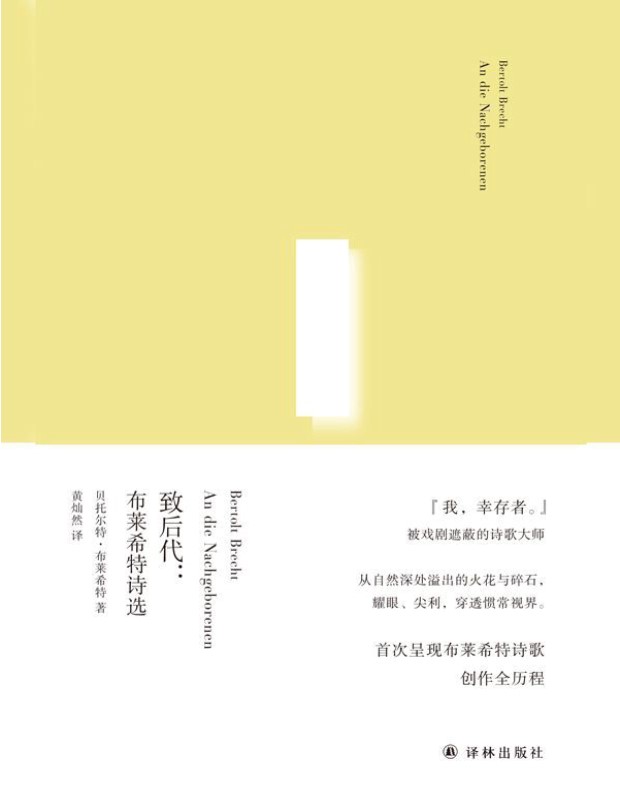 Bertolt Brecht
An die Nachgeborenen
Bertolt Brecht
An die Nachgeborenen
致后代：
布莱希特诗选
贝托尔特·布莱希特 著
黄灿然 译
『我，幸存者。』
被戏剧遮蔽的诗歌大师
从自然深处溢出的火花与碎石，
耀眼、尖利，穿透惯常视界。
首次呈现布莱希特诗歌
创作全历程
译林出版社